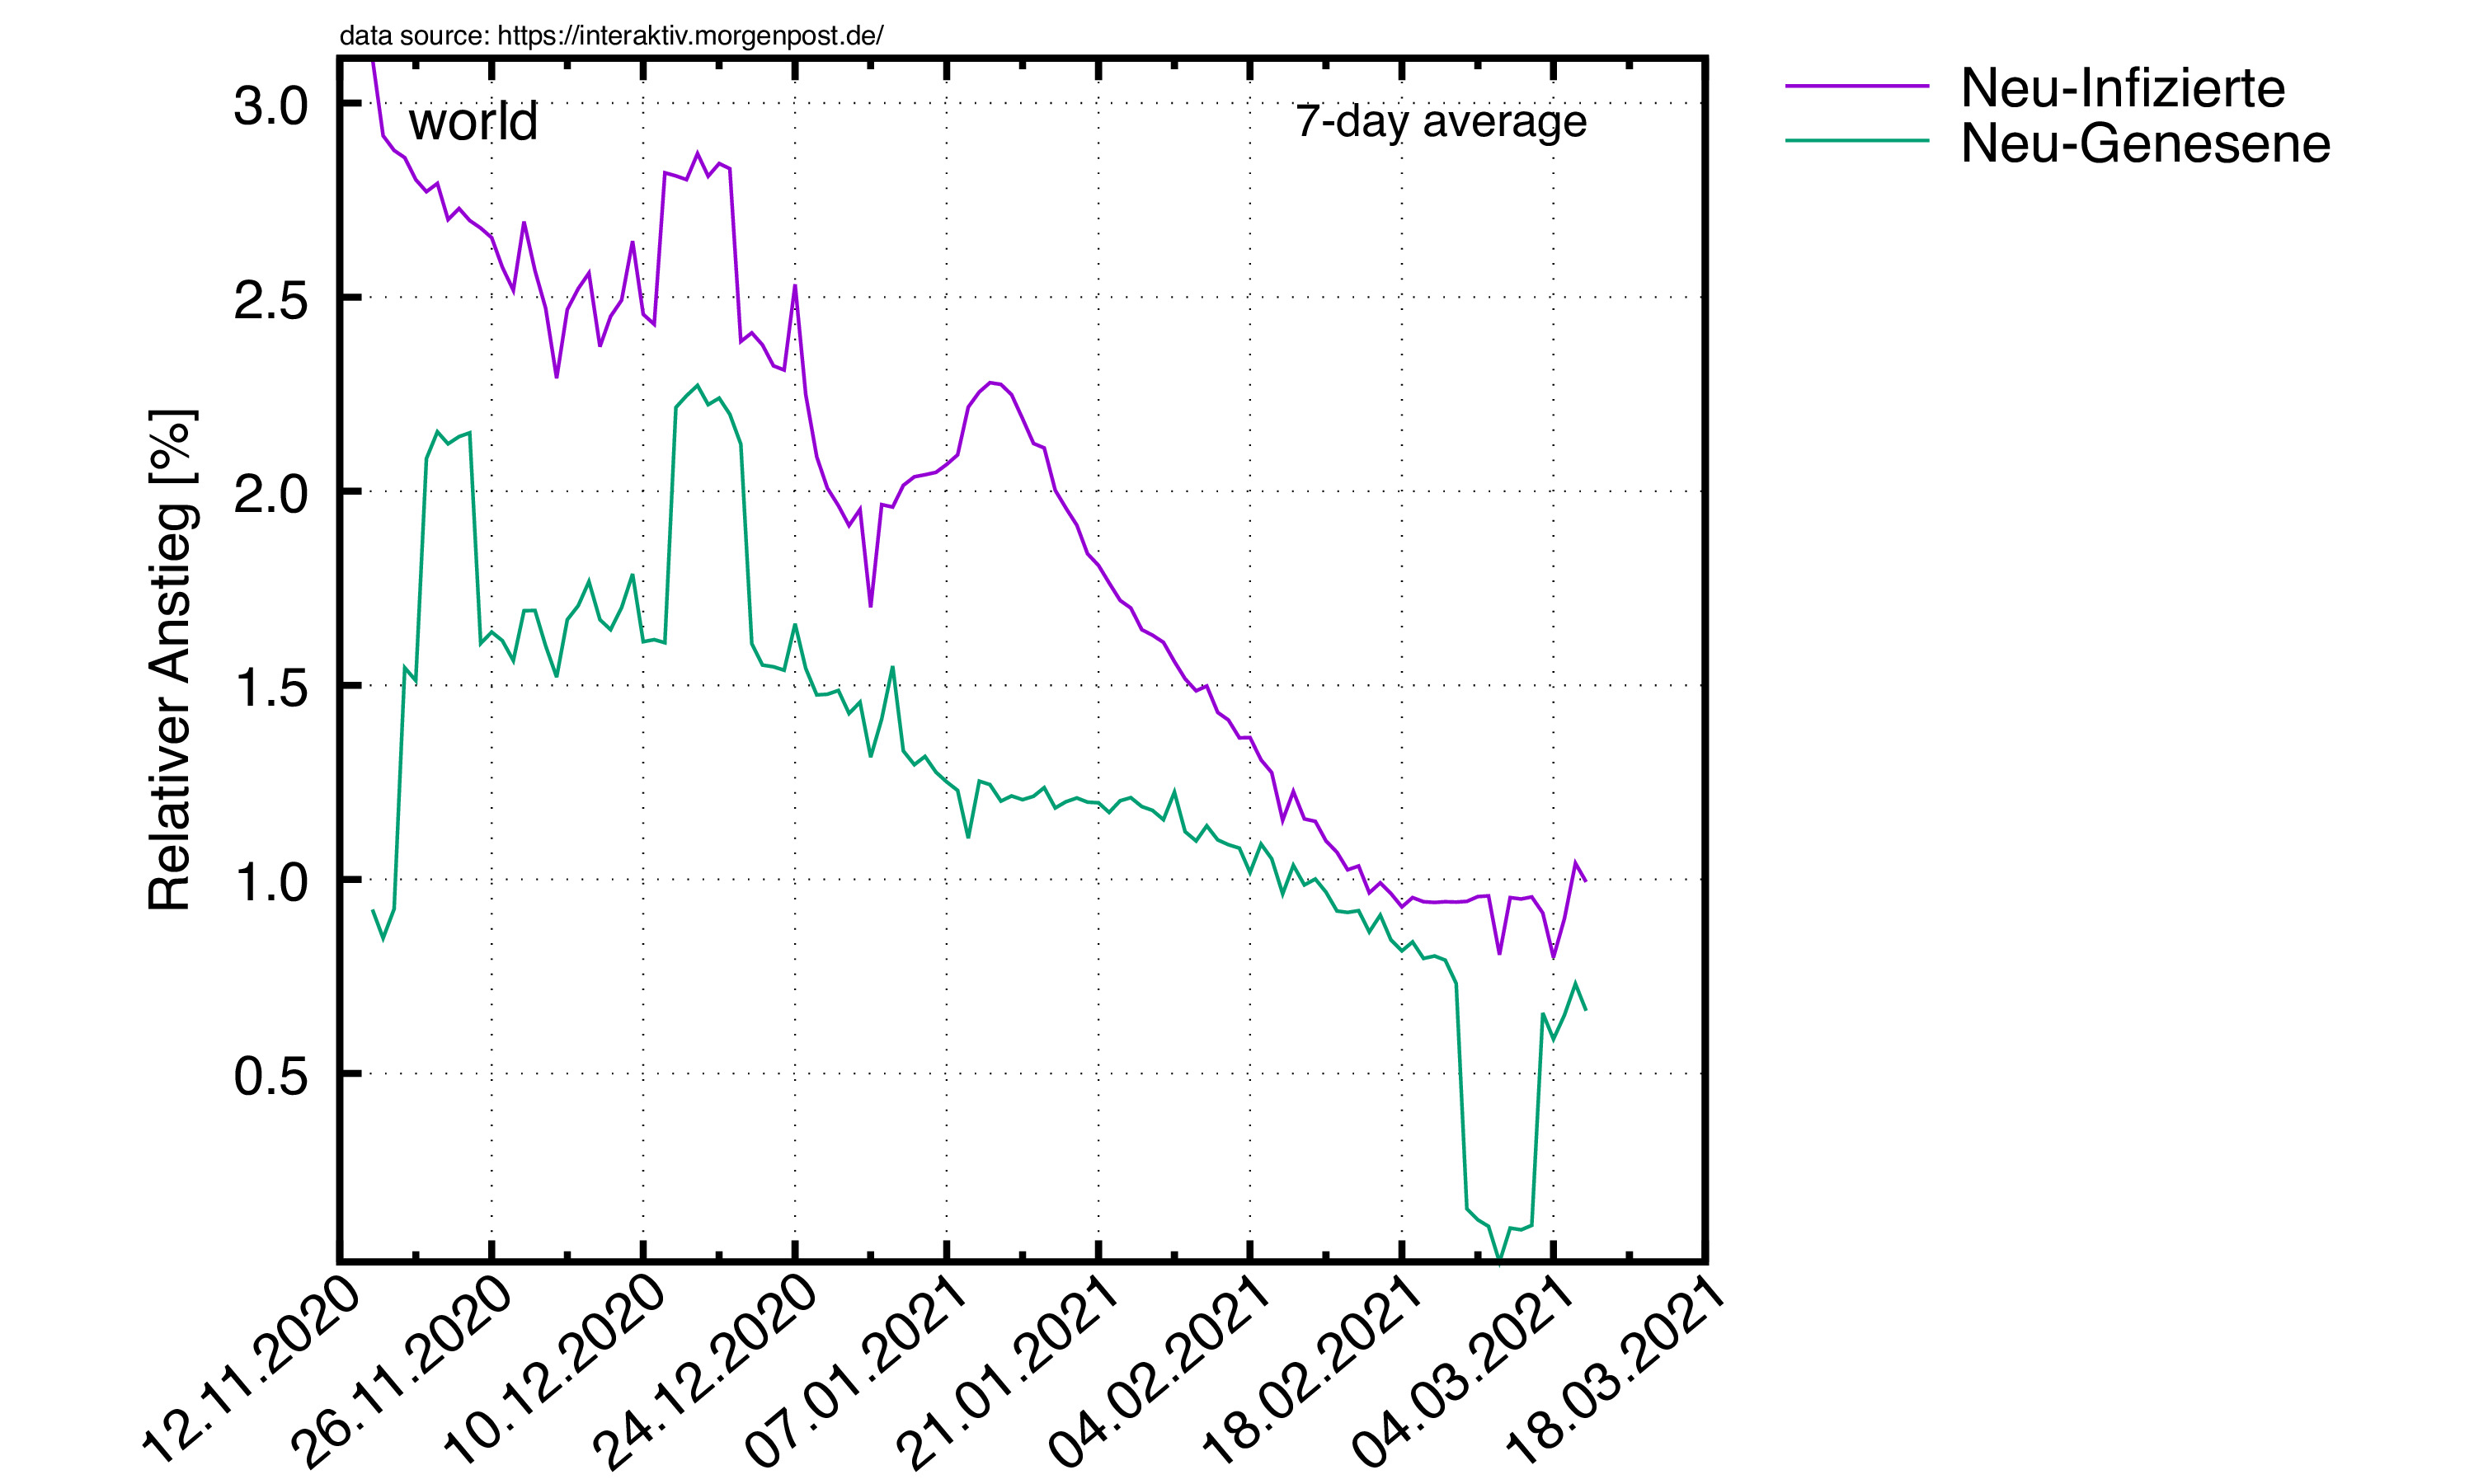 data source: https://interaktiv.morgenpost.de/
world
7-day average
Neu-Infizierte
Neu-Genesene
Relativer Anstieg [%]
3.0
2.5
2.0
1.5
1.0
0.5
12.11.2020
26.11.2020
10.12.2020
24.12.2020
07.01.2021
21.01.2021
04.02.2021
18.02.2021
04.03.2021
18.03.2021